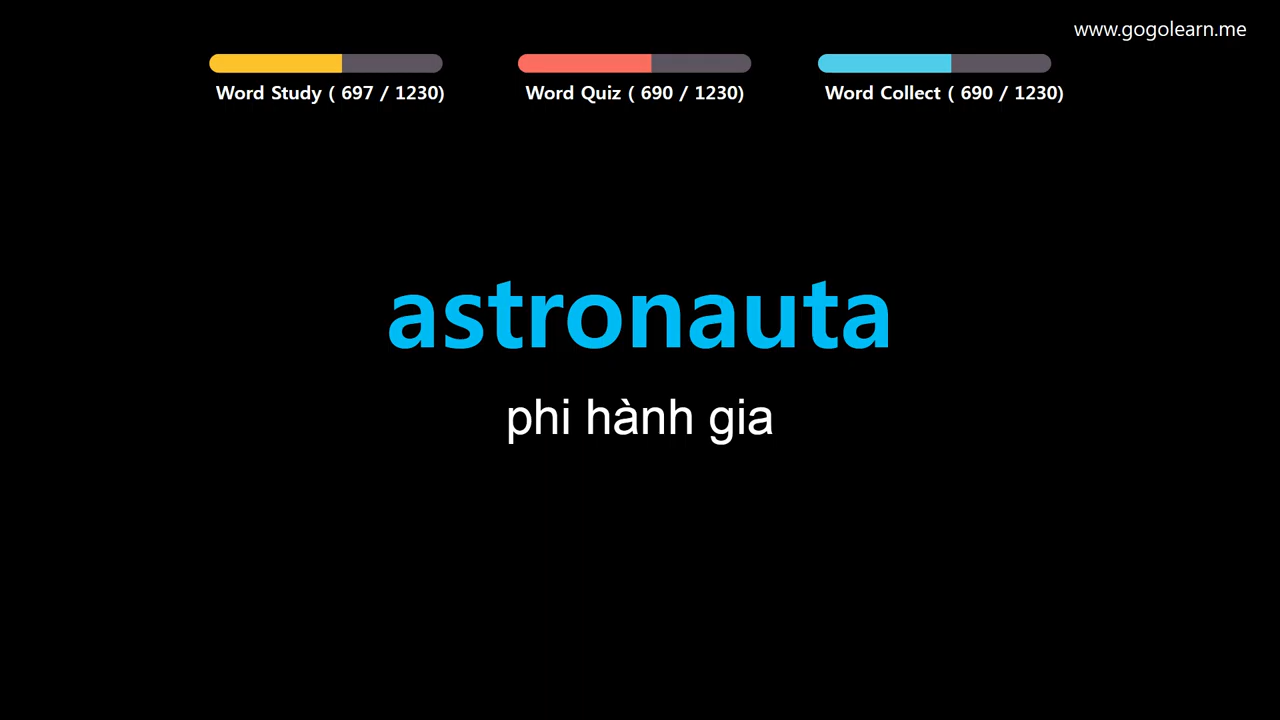 www.gogolearn.me
Word Study ( 697 / 1230)
Word Quiz ( 690 / 1230)
Word Collect ( 690 / 1230)
astronauta
phi hành gia